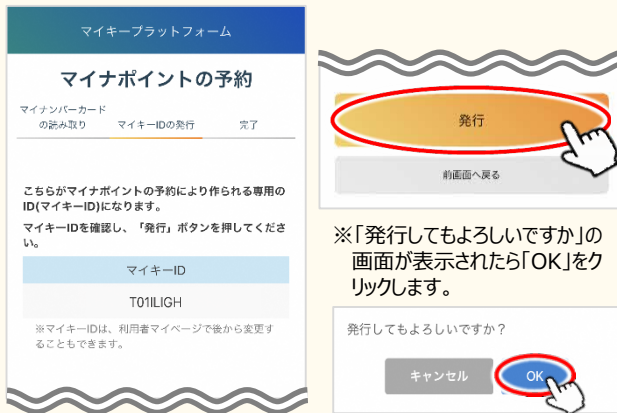 マイキープラットフォーム
マイナポイントの予約
マイナンバーカード
の読み取り
マイキーIDの発行
完了
こちらがマイナポイントの予約により作られる専用の
ID(マイキーID)になります。
マイキーIDを確認し、「発行」ボタンを押してくださ
い。
マイキーID
T01ILIGH
※マイキーIDは、利用者マイページで後から変更す
ることもできます。
発行
前画面へ戻る
※「発行してもよろしいですか」の
画面が表示されたら「OK」をク
リックします。
発行してもよろしいですか？
キャンセル
OK